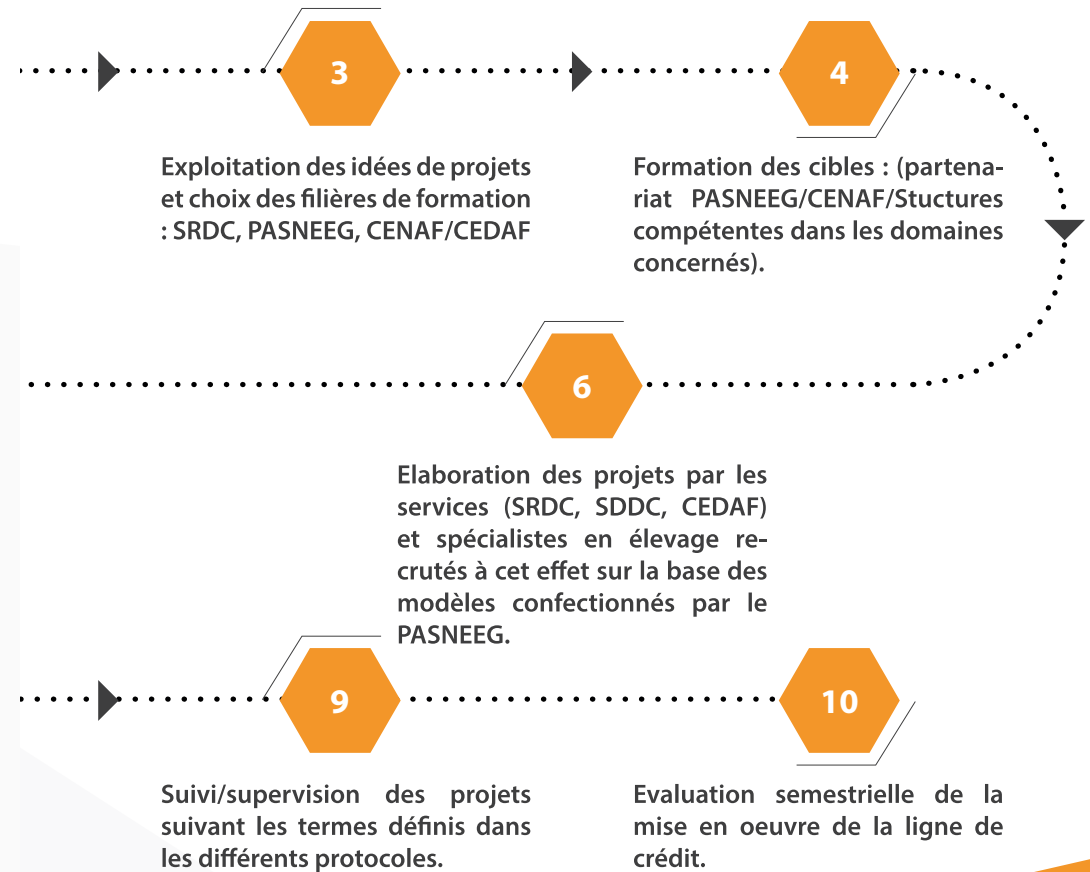 3
Exploitation des idées de projets
et choix des filières de formation
: SRDC, PASNEEG, CENAF/CEDAF
4
Formation des cibles : (partena-
riat PASNEEG/CENAF/Stuctures
compétentes dans les domaines
concernés).
6
Elaboration des projets par les
services (SRDC, SDDC, CEDAF)
et spécialistes en élevage re-
crutés à cet effet sur la base des
modèles confectionnés par le
PASNEEG.
9
Suivi/supervision des projets
suivant les termes définis dans
les différents protocoles.
10
Evaluation semestrielle de la
mise en oeuvre de la ligne de
crédit.